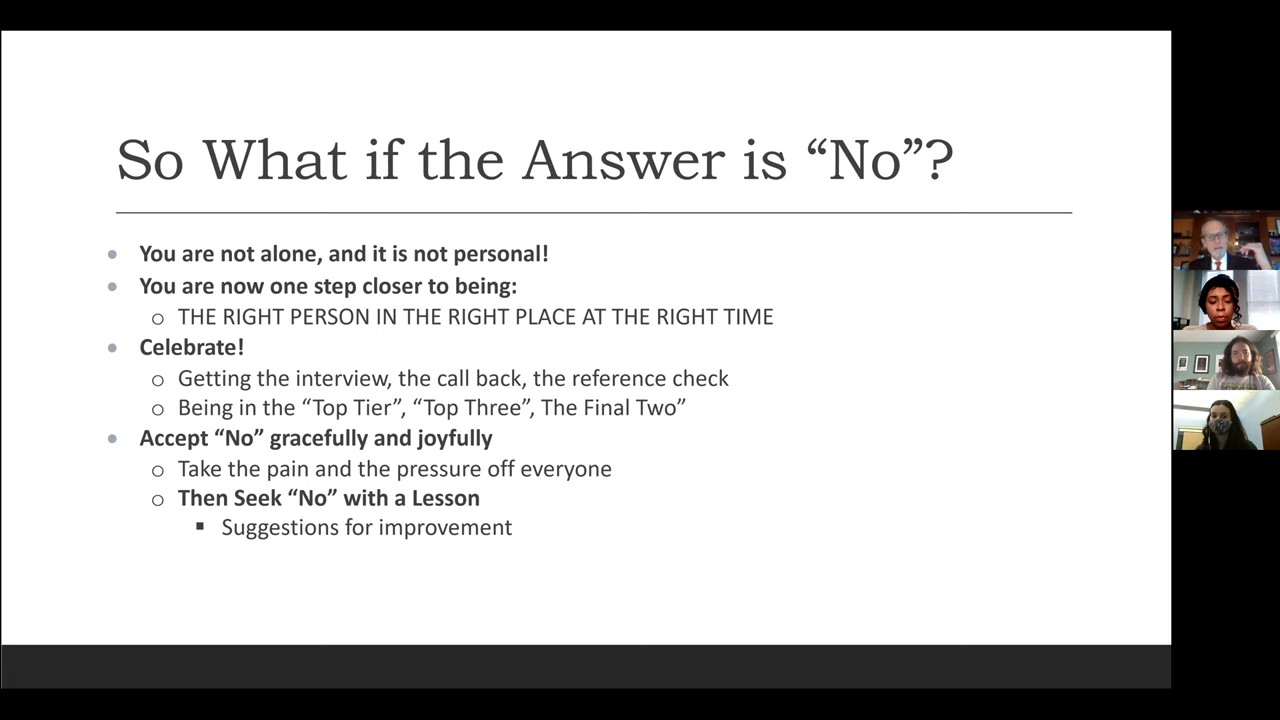 So What if the Answer is “No”?
You are not alone, and it is not personal!
You are now one step closer to being:
THE RIGHT PERSON IN THE RIGHT PLACE AT THE RIGHT TIME
Celebrate!
Getting the interview, the call back, the reference check
Being in the “Top Tier”, “Top Three”, The Final Two”
Accept “No” gracefully and joyfully
Take the pain and the pressure off everyone
Then Seek “No” with a Lesson
Suggestions for improvement